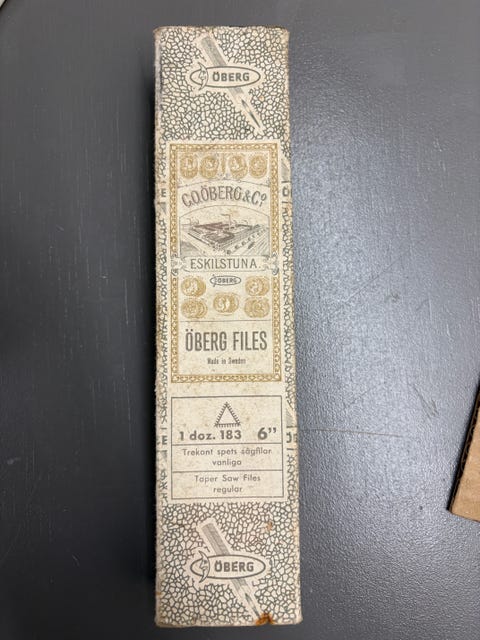 ÖBERG
C.O.ÖBERG & Cº
ESKILSTUNA
ÖBERG
ÖBERG FILES
Made in Sweden
1 doz. 183 6”
Trekant spets sågfilar
vanliga
Taper Saw Files
regular
ÖBERG